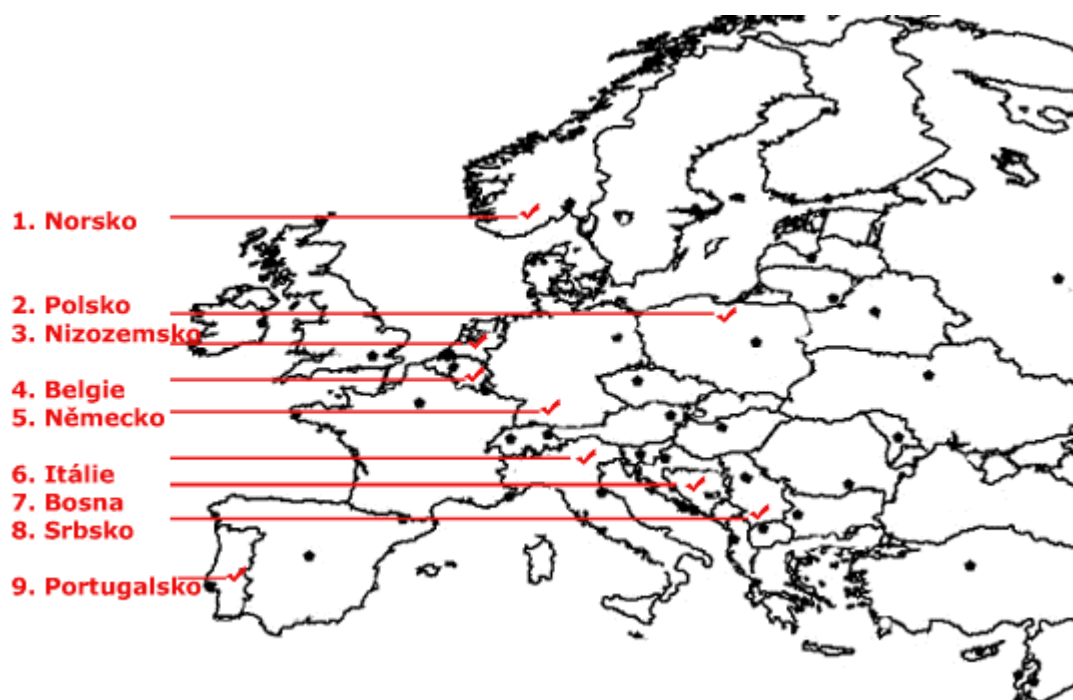 1. Norsko
2. Polsko
3. Nizozemsko
4. Belgie
5. Německo
6. Itálie
7. Bosna
8. Srbsko
9. Portugalsko